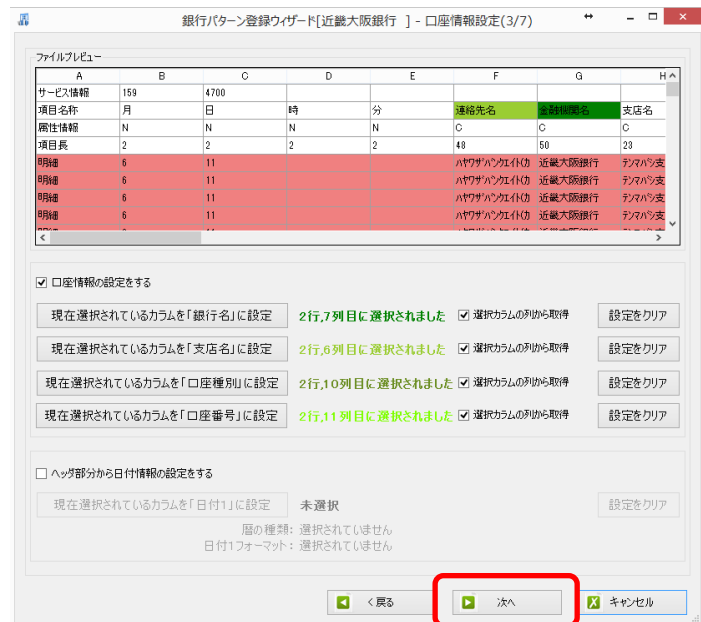 銀行パターン登録ウィザード[近畿大阪銀行 ] - 口座情報設定(3/7)
ファイルプレビュー
A B C D E F G H
サービス情報 159 4700
項目名称 月 日 時 分 連絡先名 金融機関名 支店名
属性情報 N N N N C C C
項目長 2 2 2 2 48 50 23
明細 6 11 ハヤワザハンクエイト(カ 近畿大阪銀行 テンマバシ支
明細 6 11 ハヤワザハンクエイト(カ 近畿大阪銀行 テンマバシ支
明細 6 11 ハヤワザハンクエイト(カ 近畿大阪銀行 テンマバシ支
明細 6 11 ハヤワザハンクエイト(カ 近畿大阪銀行 テンマバシ支
口座情報の設定をする
現在選択されているカラムを「銀行名」に設定 2行,7列目に選択されました 選択カラムの列から取得 設定をクリア
現在選択されているカラムを「支店名」に設定 2行,6列目に選択されました 選択カラムの列から取得 設定をクリア
現在選択されているカラムを「口座種別」に設定 2行,10列目に選択されました 選択カラムの列から取得 設定をクリア
現在選択されているカラムを「口座番号」に設定 2行,11列目に選択されました 選択カラムの列から取得 設定をクリア
ヘッダ部分から日付情報の設定をする
現在選択されているカラムを「日付1」に設定 未選択 設定をクリア
暦の種類: 選択されていません
日付1フォーマット: 選択されていません
< 戻る 次へ キャンセル